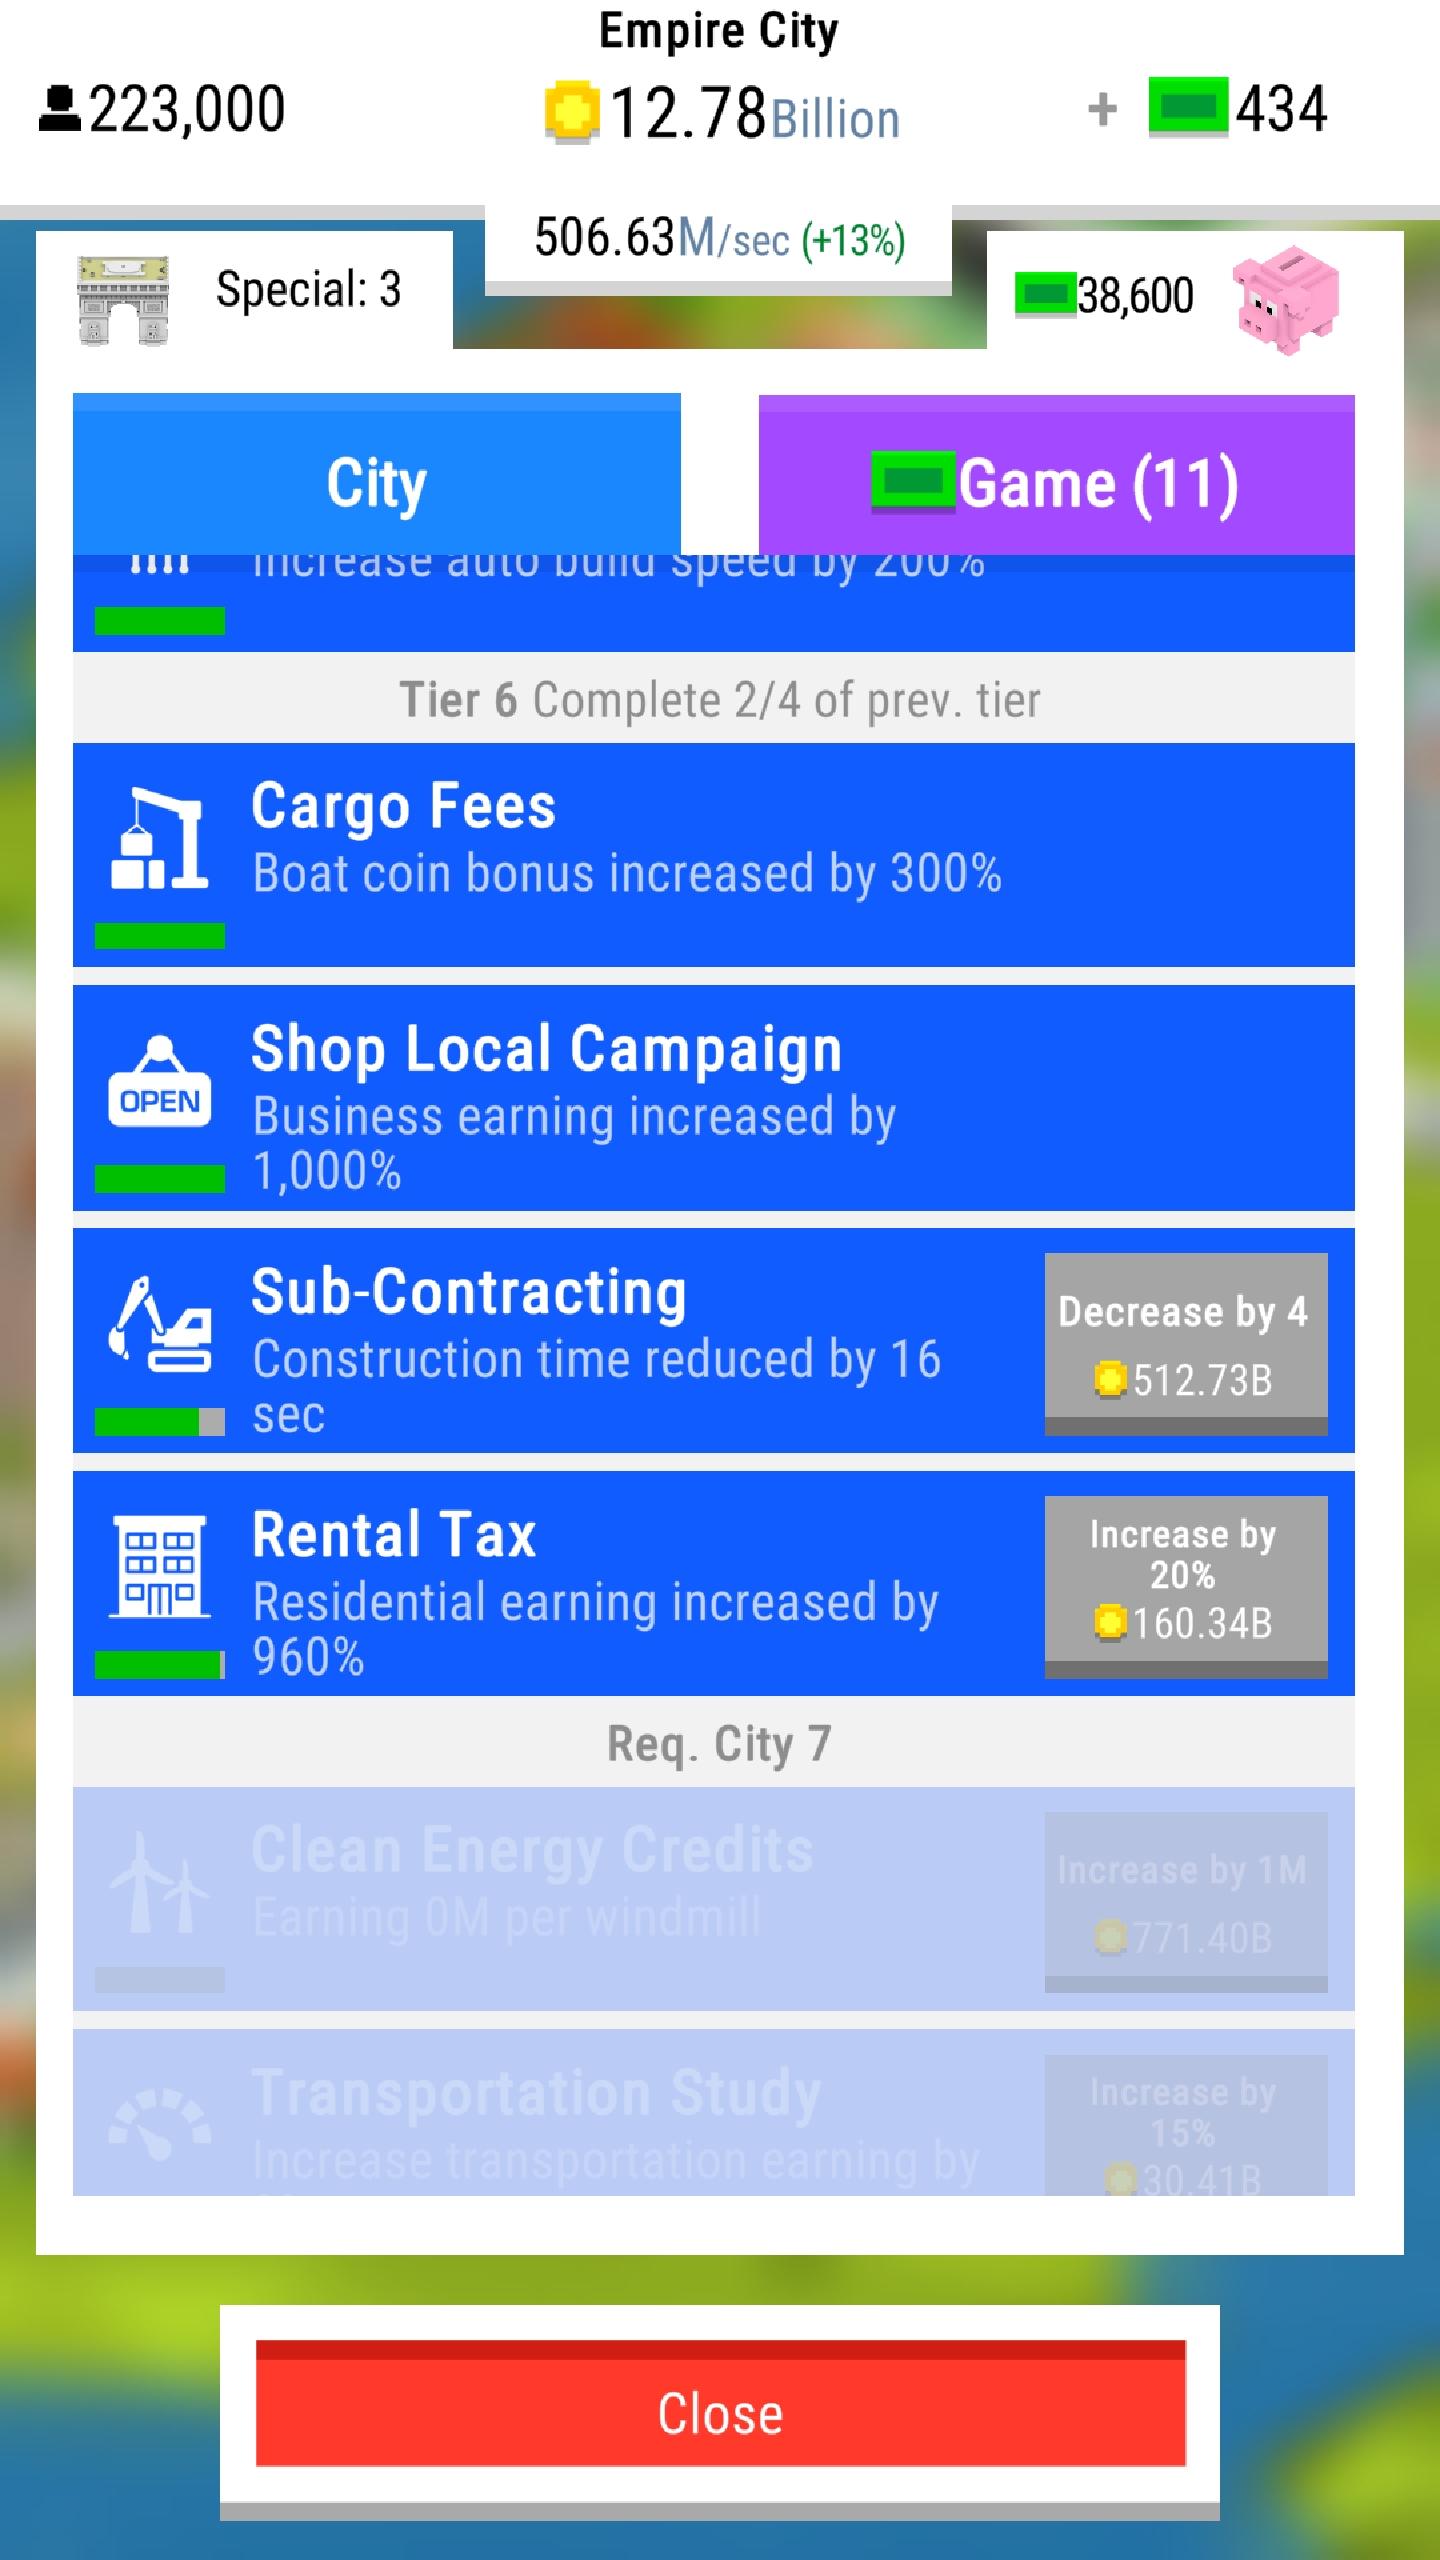 Empire City
223,000
12.78 Billion
+ 434
506.63M/sec (+13%)
Special: 3
38,600
City
Game (11)
Increase auto build speed by 200%
Tier 6 Complete 2/4 of prev. tier
Cargo Fees
Boat coin bonus increased by 300%
OPEN
Shop Local Campaign
Business earning increased by
1,000%
Sub-Contracting
Construction time reduced by 16
sec
Decrease by 4
512.73B
Rental Tax
Residential earning increased by
960%
Increase by
20%
160.34B
Req. City 7
Clean Energy Credits
Earning 0M per windmill
Increase by 1M
771.40B
Transportation Study
Increase transportation earning by
Increase by
15%
30.41B
Close